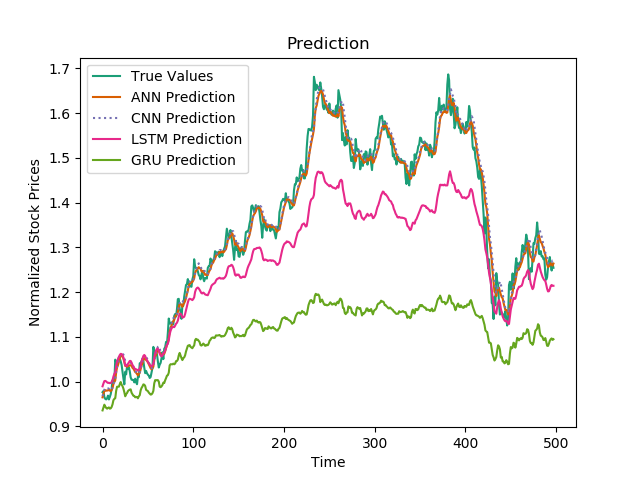 Prediction
1.7
1.6
1.5
1.4
1.3
1.2
1.1
1.0
0.9
Normalized Stock Prices
True Values
ANN Prediction
CNN Prediction
LSTM Prediction
GRU Prediction
0 100 200 300 400 500
Time